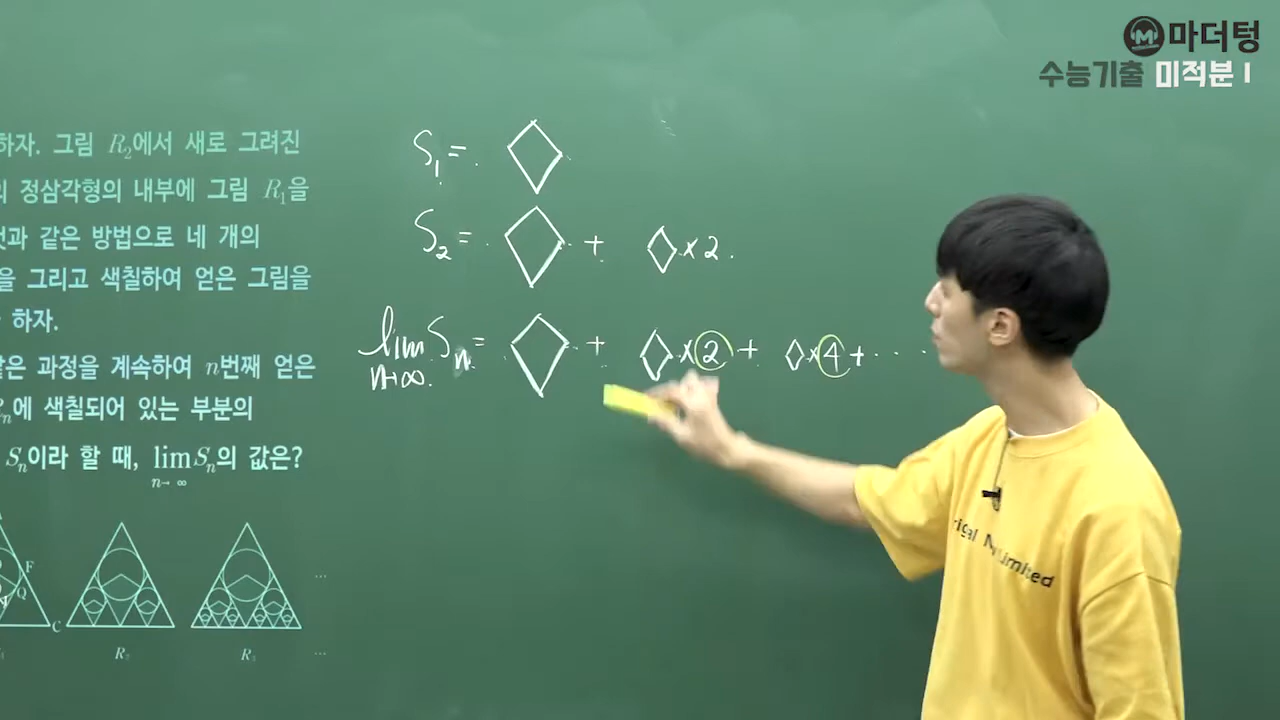 마더텅
수능기출 미적분 I
하자. 그림 R₂에서 새로 그려진
의 정삼각형의 내부에 그림 R₁을
것과 같은 방법으로 네 개의
을 그리고 색칠하여 얻은 그림을
하자.
같은 과정을 계속하여 n번째 얻은
에 색칠되어 있는 부분의
Sₙ이라 할 때, lim Sₙ의 값은?
n→∞
F
Q
C
R₂
R₃
...
...
S₁ = ◇
S₂ = ◇ + ◇ × 2
lim Sₙ = ◇ + ◇ × 2 + ◇ × 4 + ⋯
n→∞
Limited